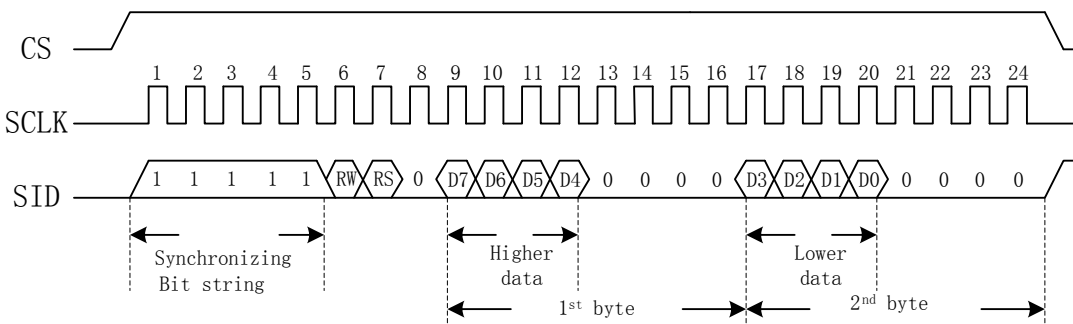 CS
1 2 3 4 5 6 7 8 9 10 11 12 13 14 15 16 17 18 19 20 21 22 23 24
SCLK
1 1 1 1 1 RW RS 0 D7 D6 D5 D4 0 0 0 0 D3 D2 D1 D0 0 0 0 0
SID
Synchronizing
Bit string
Higher
data
Lower
data
1st byte
2nd byte